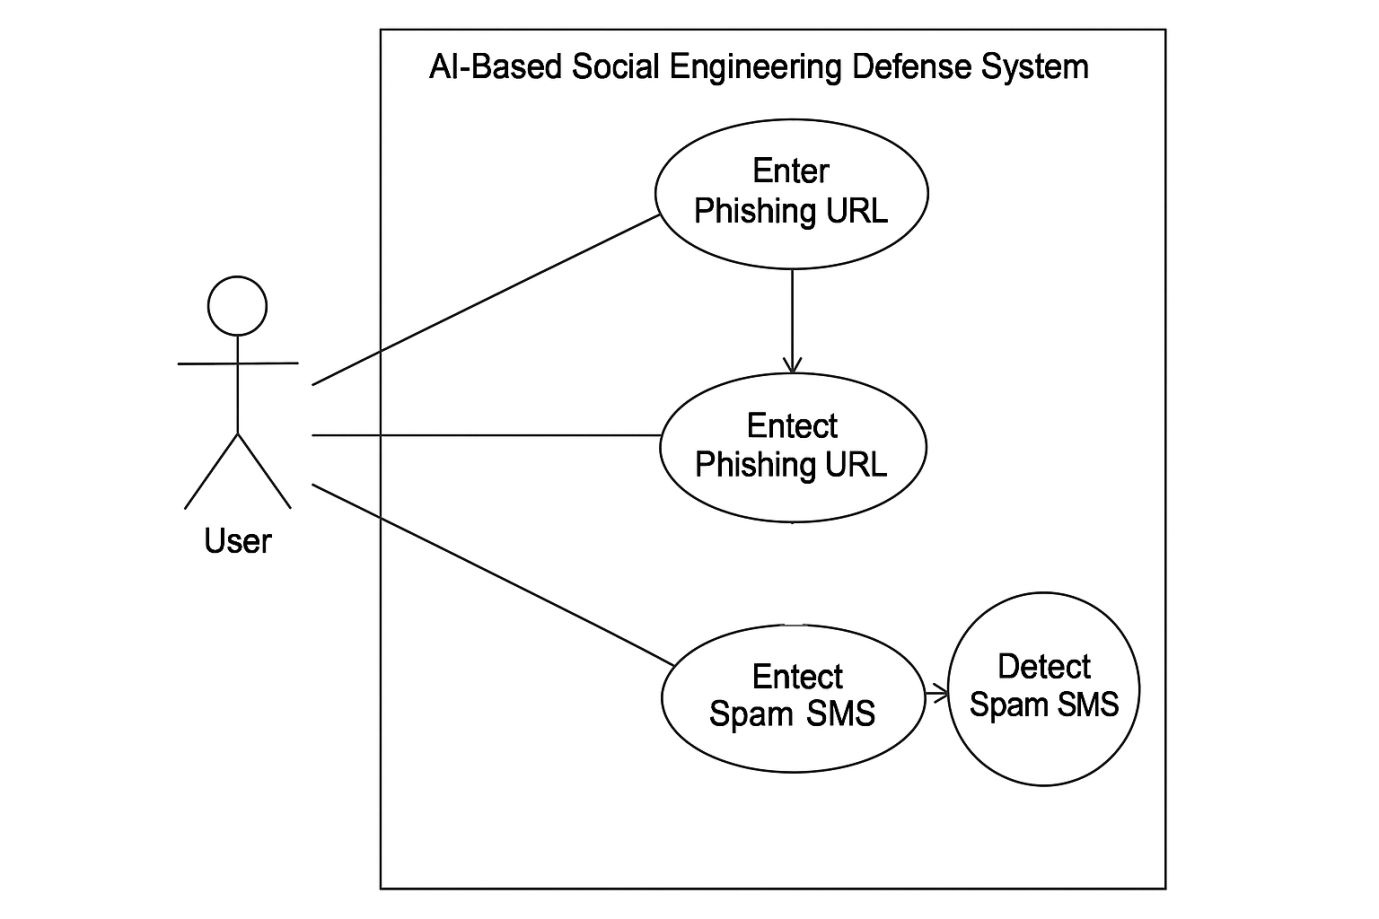 AI-Based Social Engineering Defense System
Enter
Phishing URL
Entect
Phishing URL
User
Entect
Spam SMS
Detect
Spam SMS